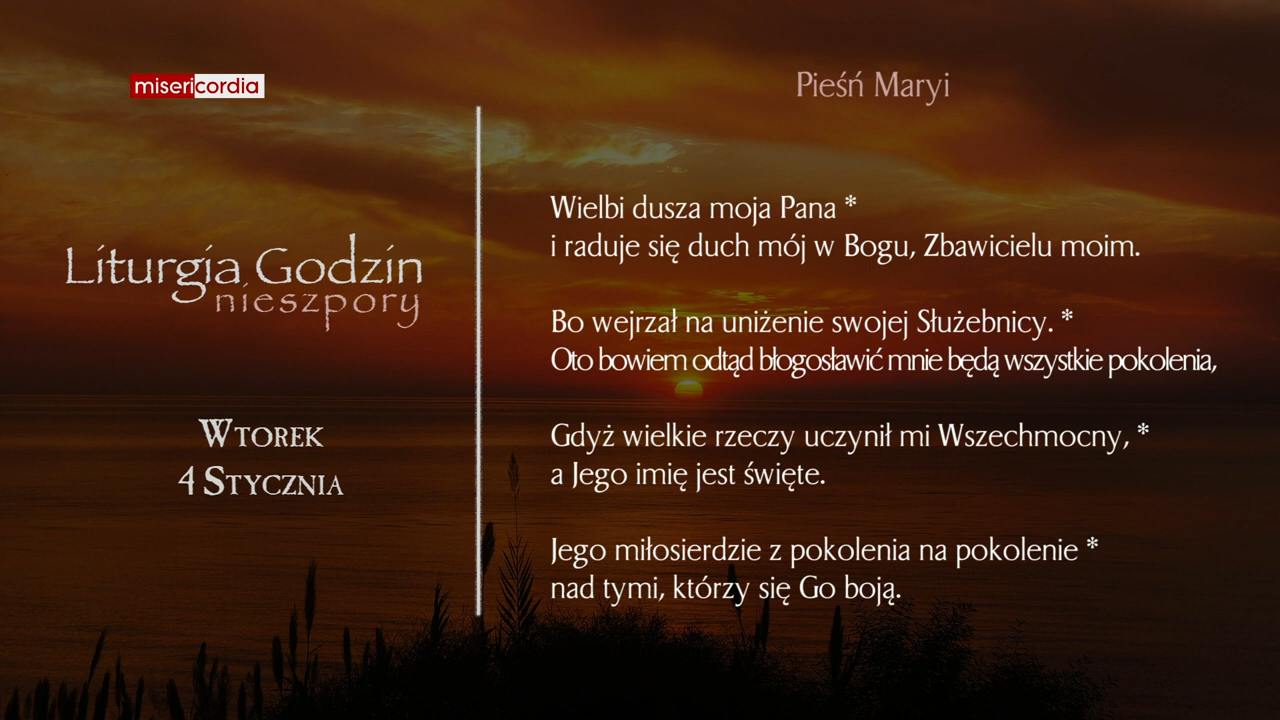 misericordia
Pieśń Maryi
Liturgia Godzin
nieszpory
Wtorek
4 Stycznia
Wielbi dusza moja Pana *
i raduje się duch mój w Bogu, Zbawicielu moim.
Bo wejrzał na uniżenie swojej Służebnicy. *
Oto bowiem odtąd błogosławić mnie będą wszystkie pokolenia,
Gdyż wielkie rzeczy uczynił mi Wszechmocny, *
a Jego imię jest święte.
Jego miłosierdzie z pokolenia na pokolenie *
nad tymi, którzy się Go boją.